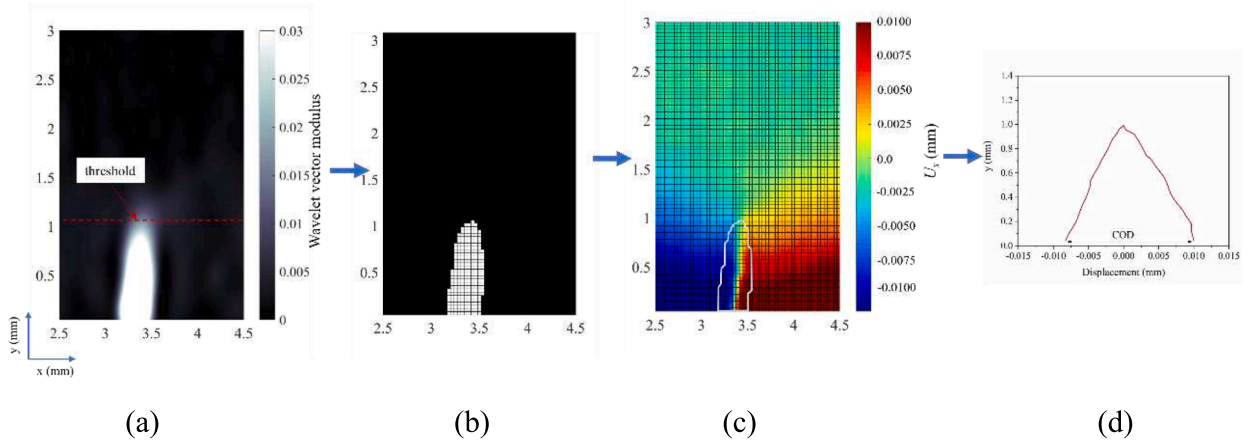 3
2.5
2
1.5
1
0.5
2.5 3 3.5 4 4.5
threshold
0.03
0.025
0.02
0.015
0.01
0.005
0
Wavelet vector modulus
y (mm)
x (mm)
(a)
3
2.5
2
1.5
1
0.5
2.5 3 3.5 4 4.5
(b)
3
2.5
2
1.5
1
0.5
2.5 3 3.5 4 4.5
0.0100
0.0075
0.0050
0.0025
0.0
-0.0025
-0.0050
-0.0075
-0.0100
Ux (mm)
(c)
1.4
1.2
1.0
0.8
0.6
0.4
0.2
0.0
y (mm)
COD
-0.015 -0.010 -0.005 0.000 0.005 0.010 0.015
Displacement (mm)
(d)